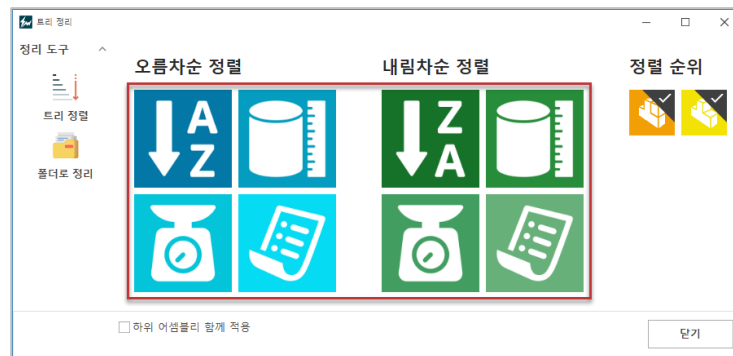 트리 정리
정리 도구
트리 정렬
폴더로 정리
오름차순 정렬
A
Z
내림차순 정렬
Z
A
정렬 순위
하위 어셈블리 함께 적용
닫기